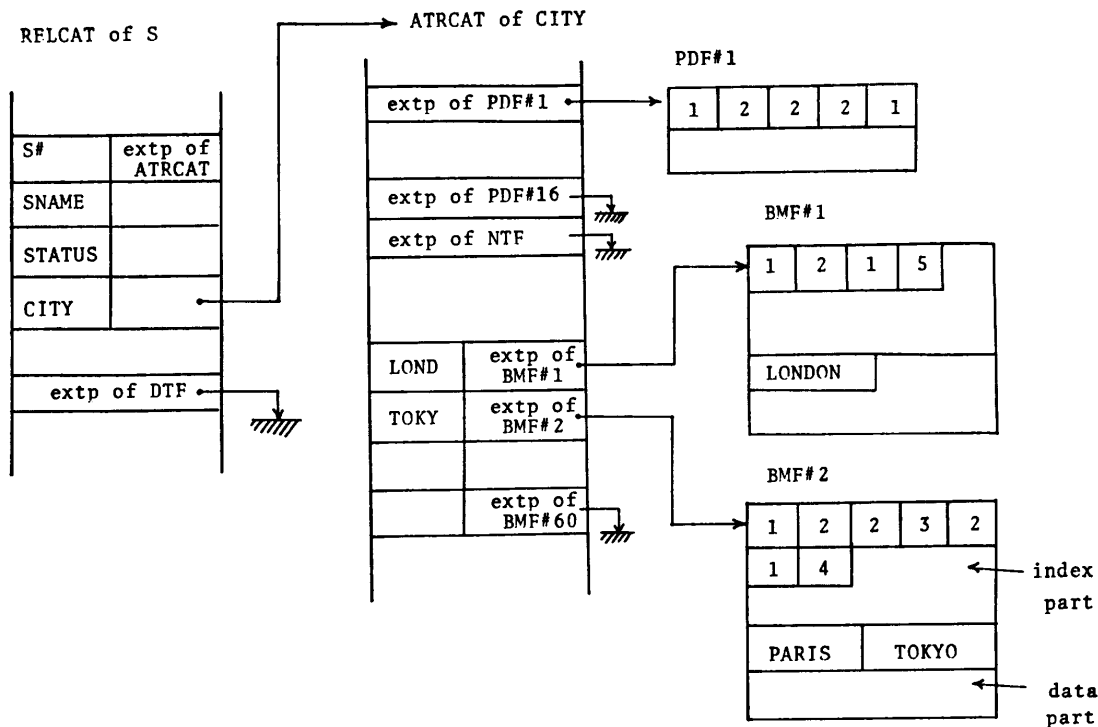 RELCAT of S
S#
extp of
ATRCAT
SNAME
STATUS
CITY
extp of DTF
ATRCAT of CITY
extp of PDF#1
extp of PDF#16
extp of NTF
LOND
extp of
BMF#1
TOKY
extp of
BMF#2
extp of
BMF#60
PDF#1
1 2 2 2 1
BMF#1
1 2 1 5
LONDON
BMF#2
1 2 2 3 2
1 4
index
part
PARIS TOKYO
data
part